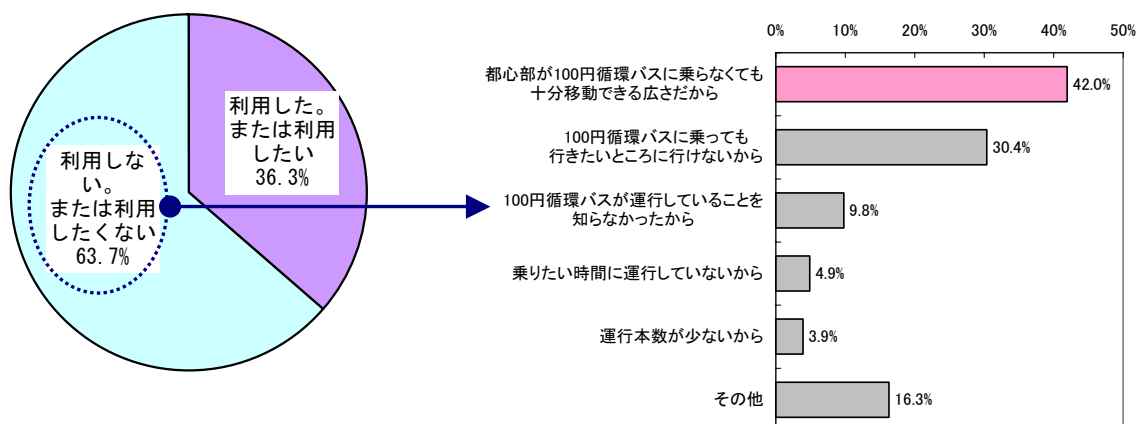 利用した。
または利用
したい
36.3%
利用しな
い。
または利用
したくない
63.7%
0%
10%
20%
30%
40%
50%
都心部が100円循環バスに乗らなくても
十分移動できる広さだから
42.0%
100円循環バスに乗っても
行きたいところに行けないから
30.4%
100円循環バスが運行していることを
知らなかったから
9.8%
乗りたい時間に運行していないから
4.9%
運行本数が少ないから
3.9%
その他
16.3%